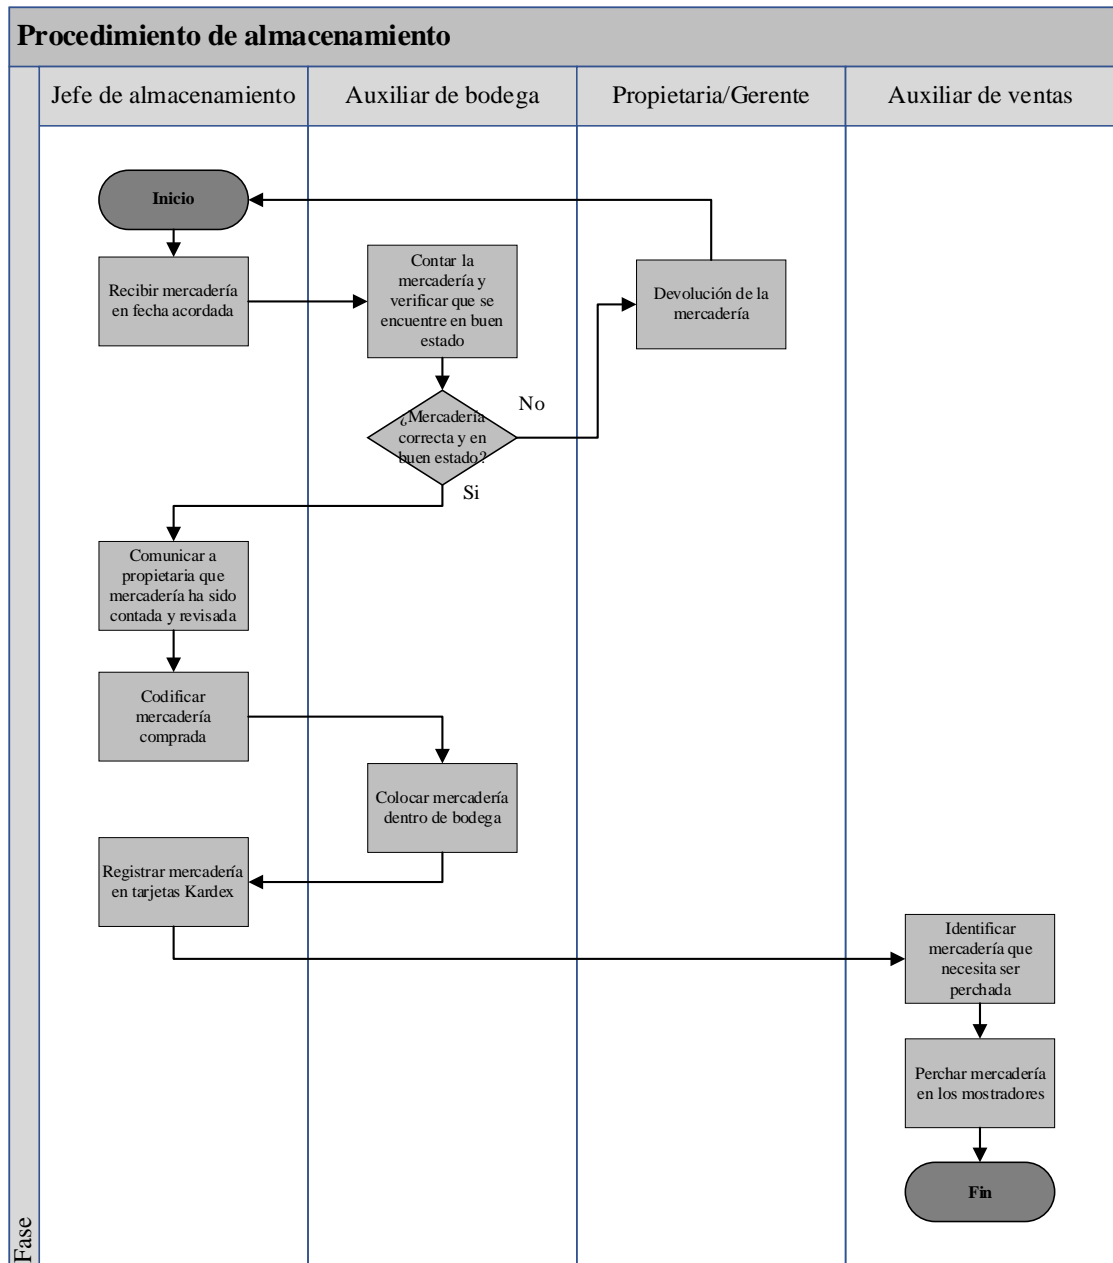 Procedimiento de almacenamiento
Jefe de almacenamiento
Auxiliar de bodega
Propietaria/Gerente
Auxiliar de ventas
Inicio
Recibir mercadería
en fecha acordada
Contar la
mercadería y
verificar que se
encuentre en buen
estado
Devolución de la
mercadería
¿Mercadería
correcta y en
buen estado?
No
Si
Comunicar a
propietaria que
mercadería ha sido
contada y revisada
Codificar
mercadería
comprada
Colocar mercadería
dentro de bodega
Registrar mercadería
en tarjetas Kardex
Identificar
mercadería que
necesita ser
perchada
Perchar mercadería
en los mostradores
Fin
Fase